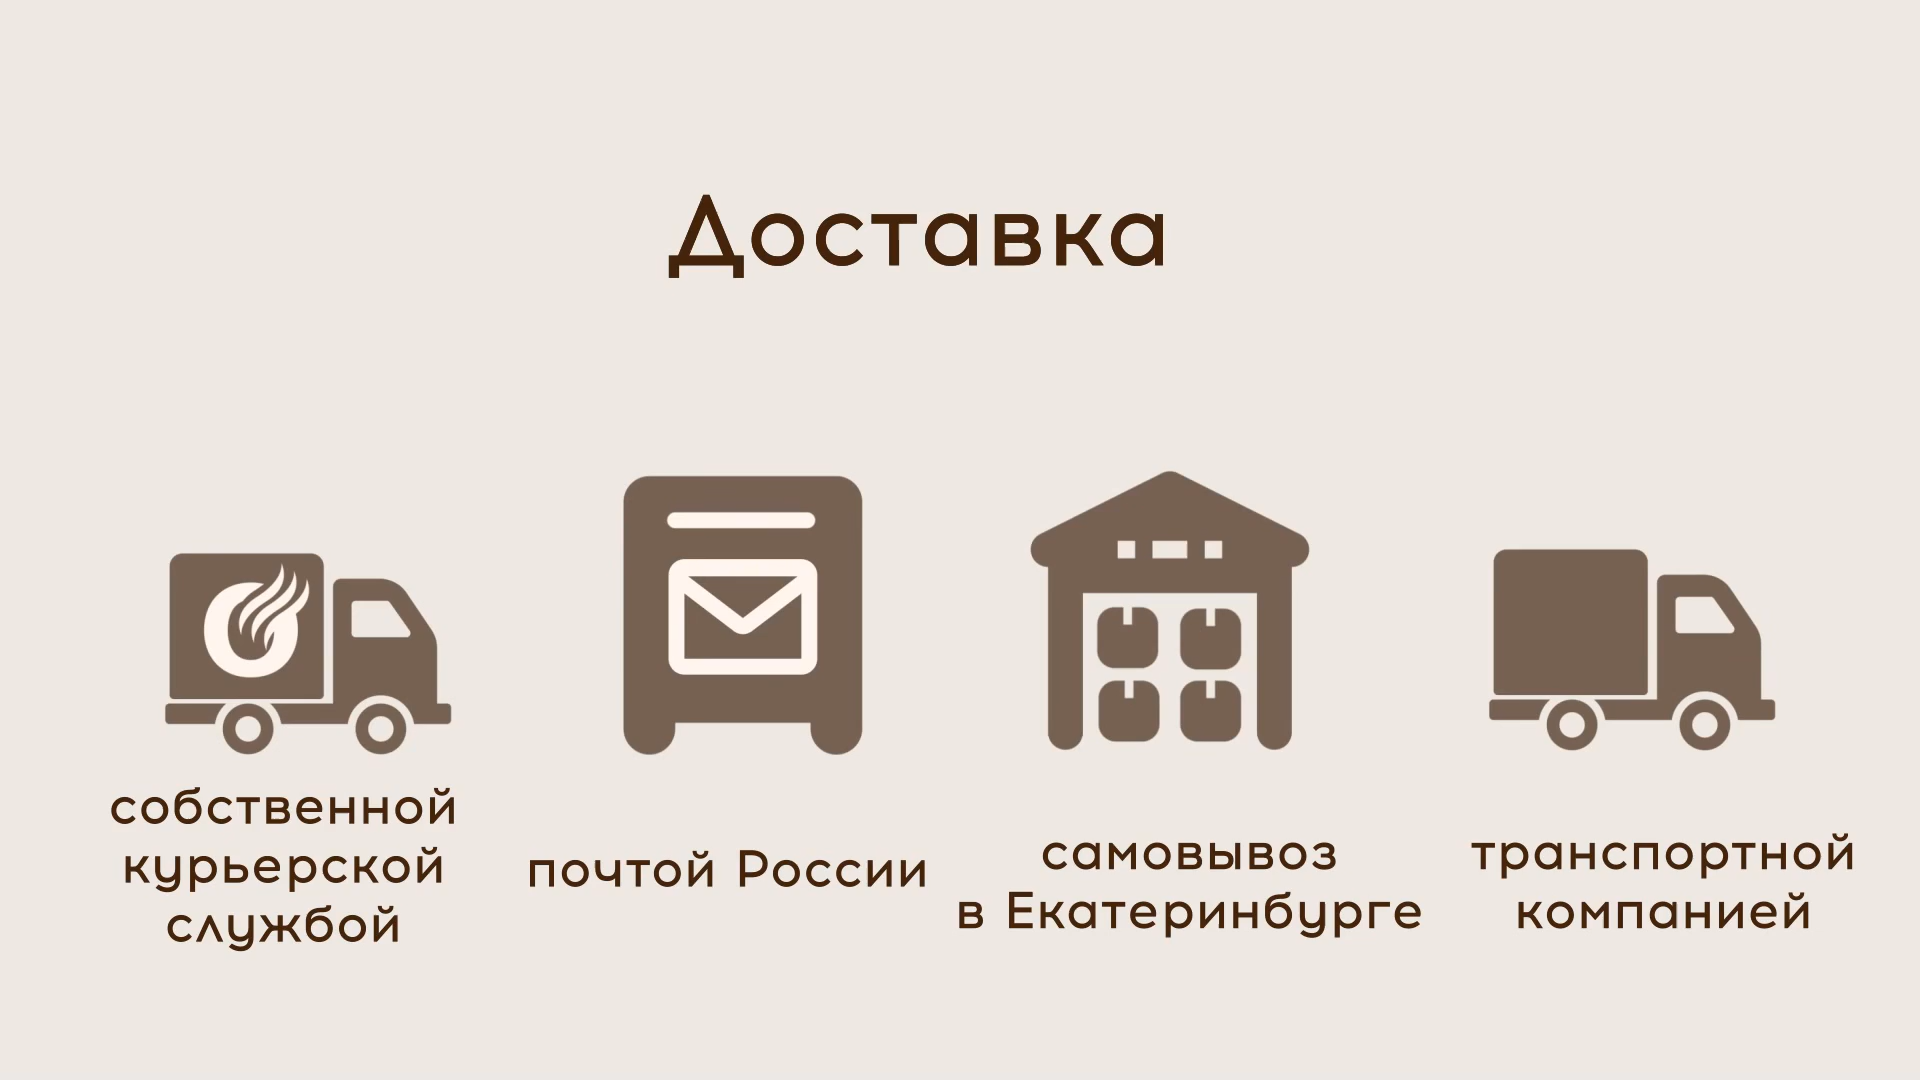 Доставка
собственной
курьерской
службой
почтой России
самовывоз
в Екатеринбурге
транспортной
компанией